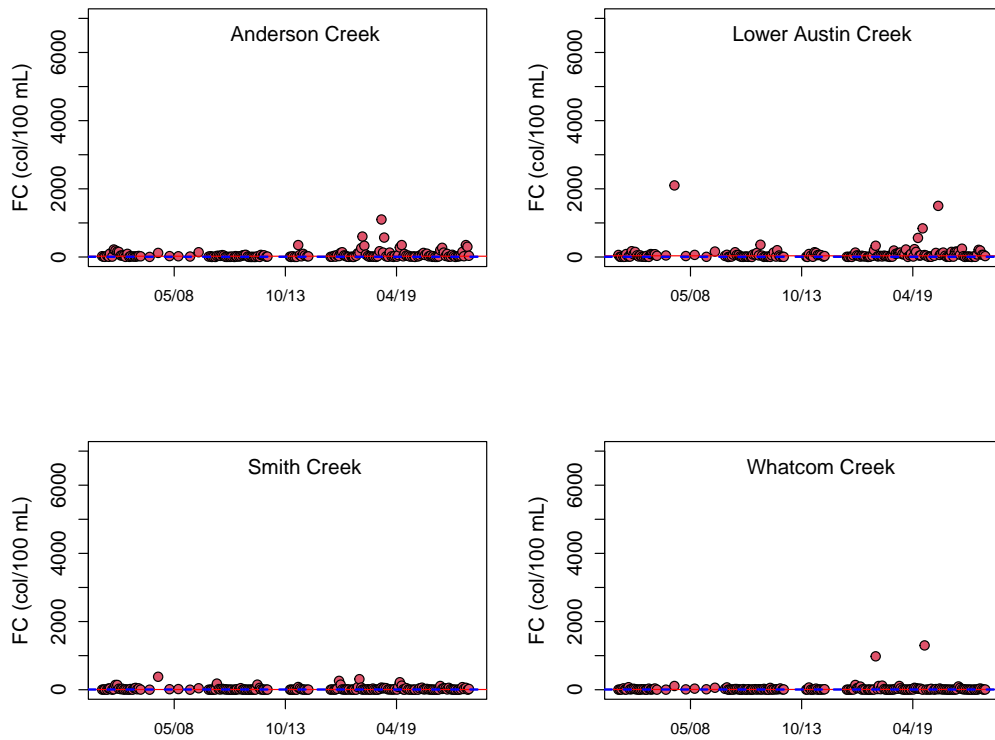 Anderson Creek
FC (col/100 mL)
0 2000 4000 6000
05/08 10/13 04/19
Lower Austin Creek
FC (col/100 mL)
0 2000 4000 6000
05/08 10/13 04/19
Smith Creek
FC (col/100 mL)
0 2000 4000 6000
05/08 10/13 04/19
Whatcom Creek
FC (col/100 mL)
0 2000 4000 6000
05/08 10/13 04/19